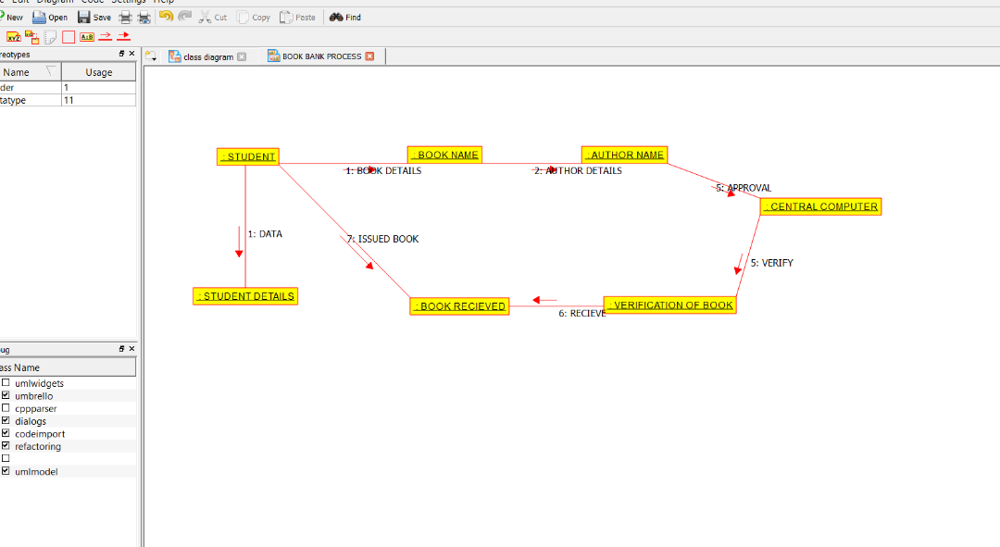 Edit Diagram Code Settings Help
New Open Save Cut Copy Paste Find
XYZ A≥B
reotypes
class diagram BOOK BANK PROCESS
Name Usage
der 1
tatype 11
: STUDENT
: BOOK NAME
: AUTHOR NAME
1: BOOK DETAILS
2: AUTHOR DETAILS
5: APPROVAL
: CENTRAL COMPUTER
1: DATA
7: ISSUED BOOK
5: VERIFY
: STUDENT DETAILS
: BOOK RECIEVED
: VERIFICATION OF BOOK
6: RECIEVE
ug
ass Name
umlwidgets
umbrello
cppparser
dialogs
codeimport
refactoring
umlmodel